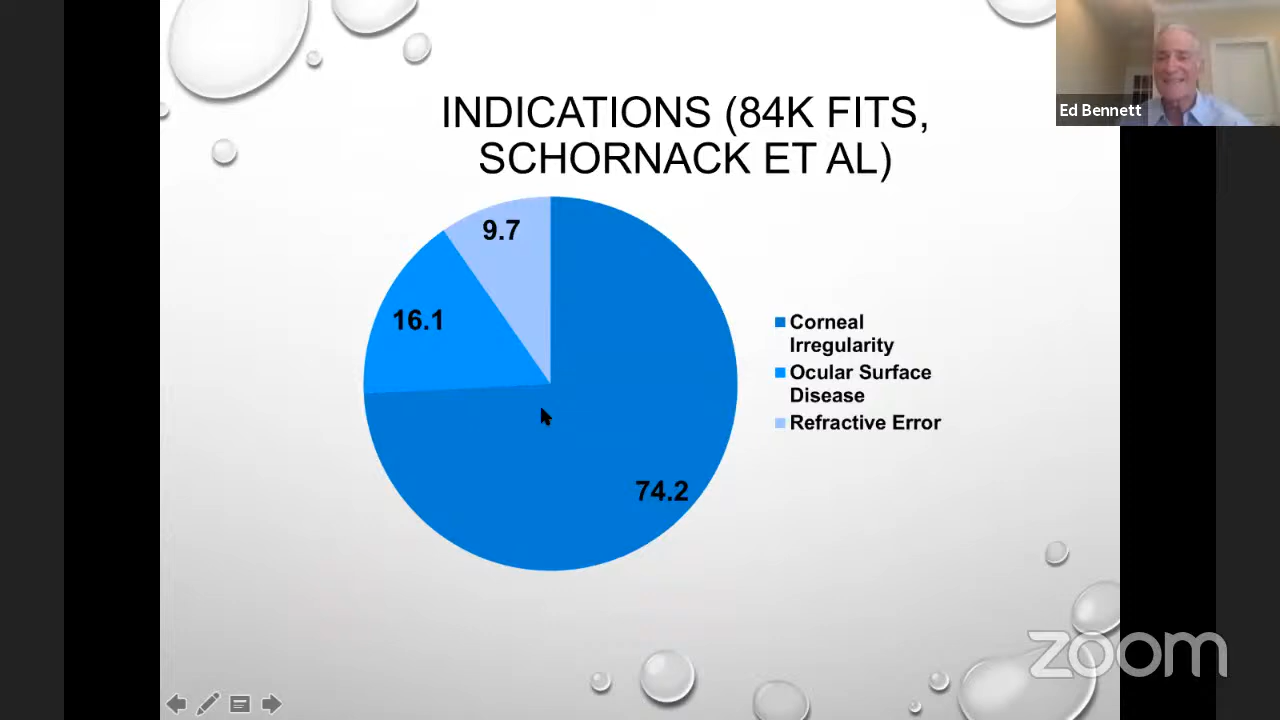 Ed Bennett
INDICATIONS (84K FITS,
SCHORNACK ET AL)
9.7
16.1
74.2
Corneal
Irregularity
Ocular Surface
Disease
Refractive Error
zoom